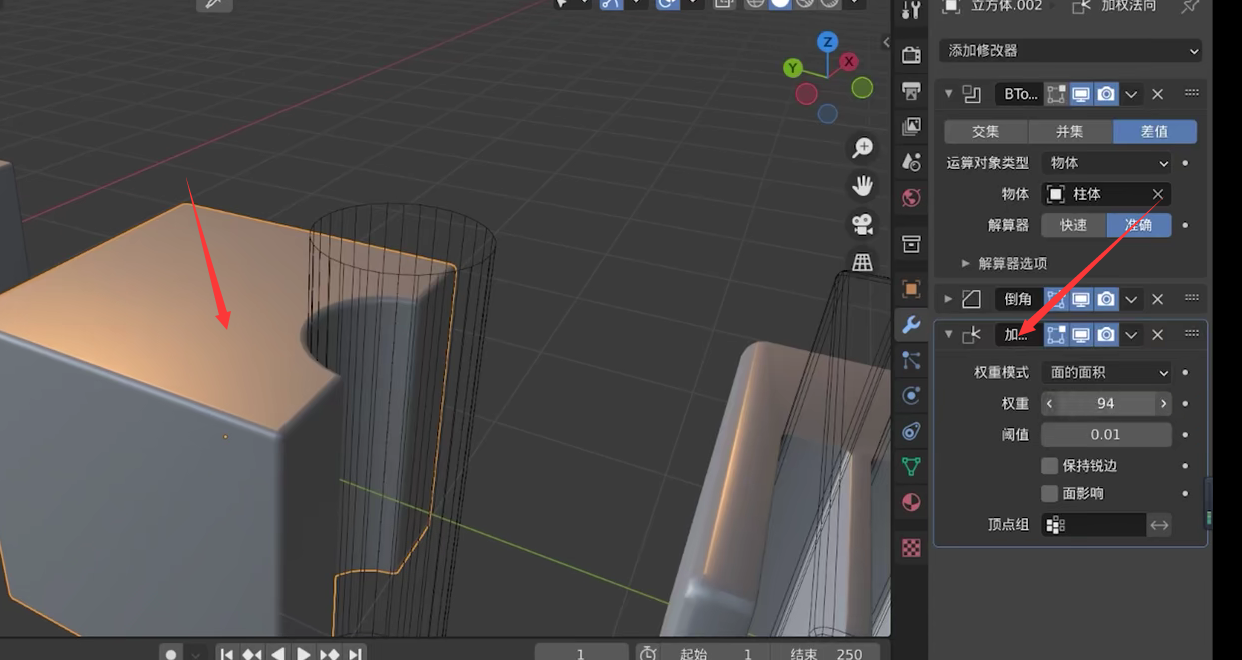 立方体.002 加权法向
添加修改器
Z
Y X
BTo...
交集 并集 差值
运算对象类型 物体
物体 柱体
解算器 快速 准确
解算器选项
倒角
加...
权重模式 面的面积
权重 94
阈值 0.01
保持锐边
面影响
顶点组
1 起始 1 结束 250